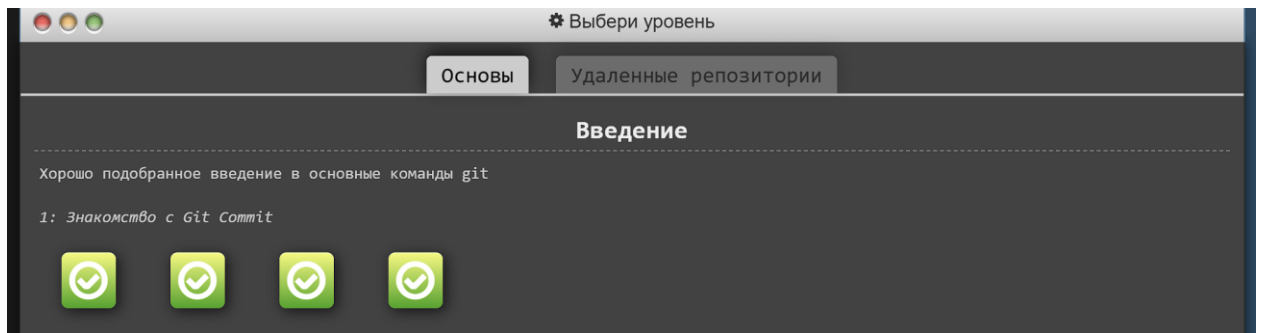 Выбери уровень
Основы
Удаленные репозитории
Введение
Хорошо подобранное введение в основные команды git
1: Знакомство с Git Commit